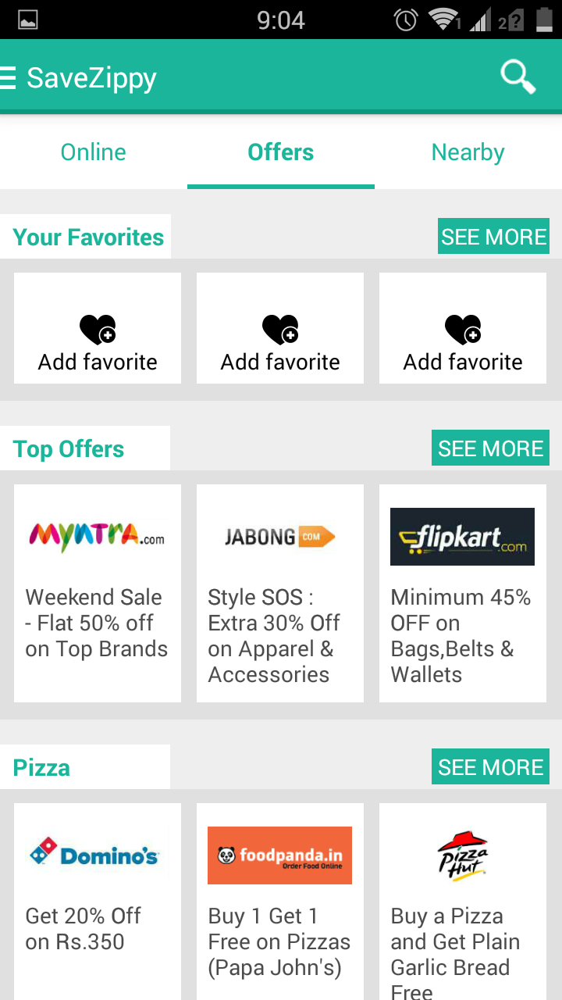 9:04
1
2 ?
SaveZippy
Online
Offers
Nearby
Your Favorites
SEE MORE
Add favorite
Add favorite
Add favorite
Top Offers
SEE MORE
MYNTRA.com
Weekend Sale
- Flat 50% off
on Top Brands
JABONG COM
Style SOS :
Extra 30% Off
on Apparel &
Accessories
flipkart.com
Minimum 45%
OFF on
Bags,Belts &
Wallets
Pizza
SEE MORE
Domino's
Get 20% Off
on Rs.350
foodpanda.in
Order Food Online
Buy 1 Get 1
Free on Pizzas
(Papa John's)
Pizza
Hut
Buy a Pizza
and Get Plain
Garlic Bread
Free